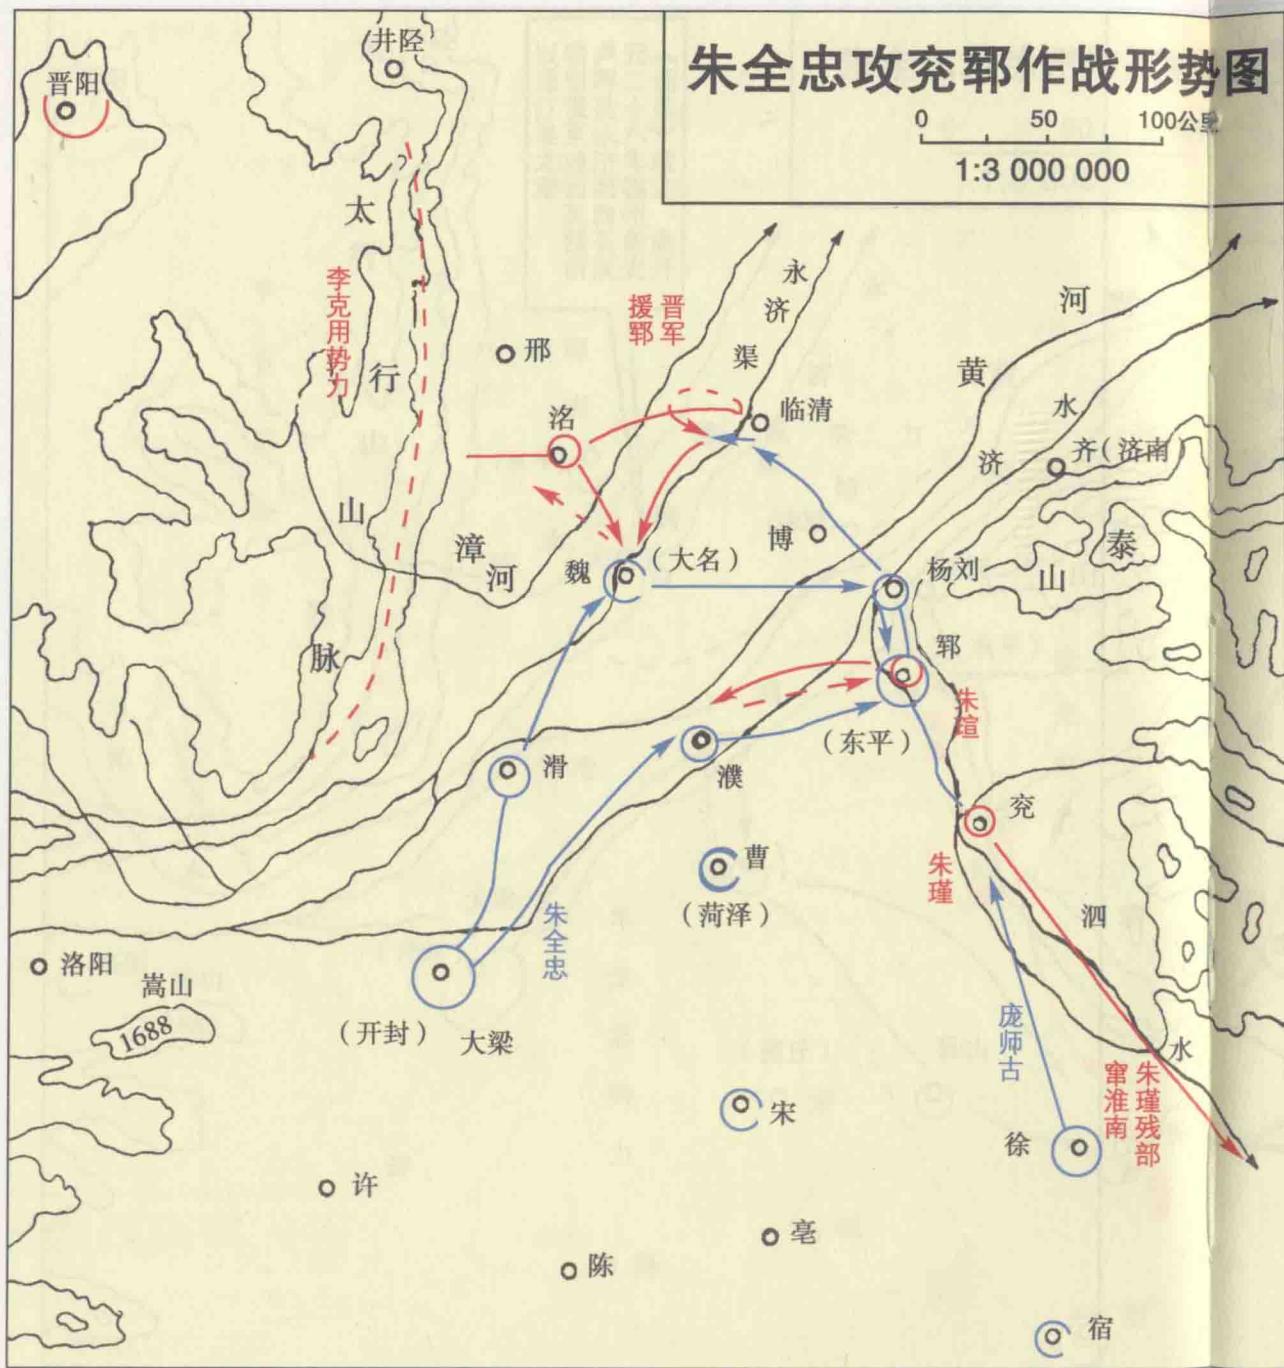 朱全忠攻兖郓作战形势图
0 50 100公里
1:3 000 000
井陉
晋阳
太
行
山
脉
李克用势力
邢
洺
晋军
援郓
永
济
渠
临清
河
黄
济
水
齐(济南)
漳
河
魏
(大名)
博
杨刘
泰
山
郓
(东平)
朱瑄
滑
濮
兖
朱瑾
曹
(菏泽)
朱全忠
泗
水
洛阳
嵩山
1688
(开封)
大梁
庞师古
朱瑾残部
窜淮南
宋
徐
许
亳
陈
宿